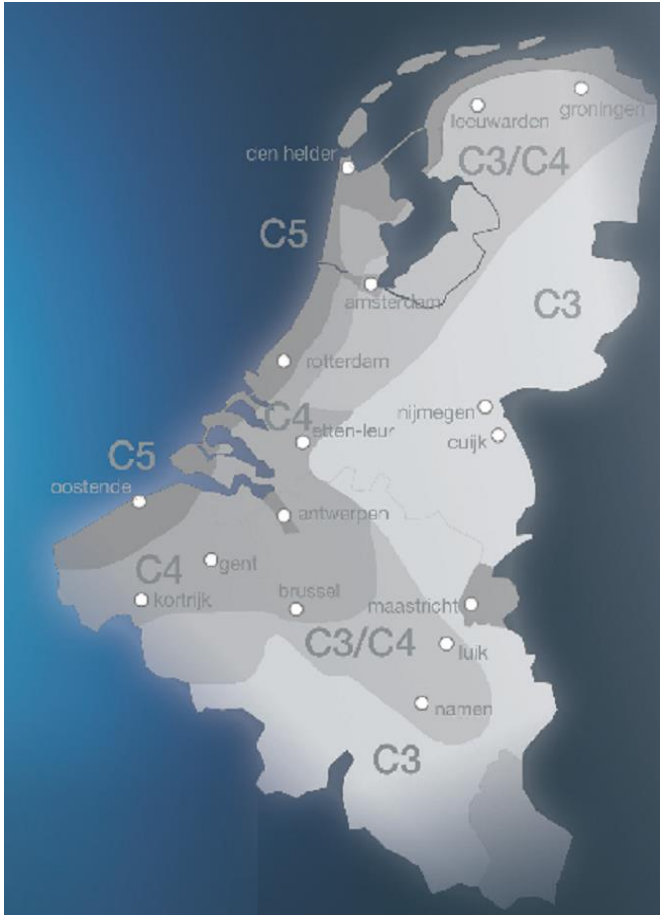 groningen
leeuwarden
cen helder
C3/C4
C5
C3
amsterdam
rotterdam
nijmegen
C4
etten-leur
cuijk
C5
oostende
antwerpen
gent
C4
brussel
kortrijk
maastricht
C3/C4
luik
namen
C3